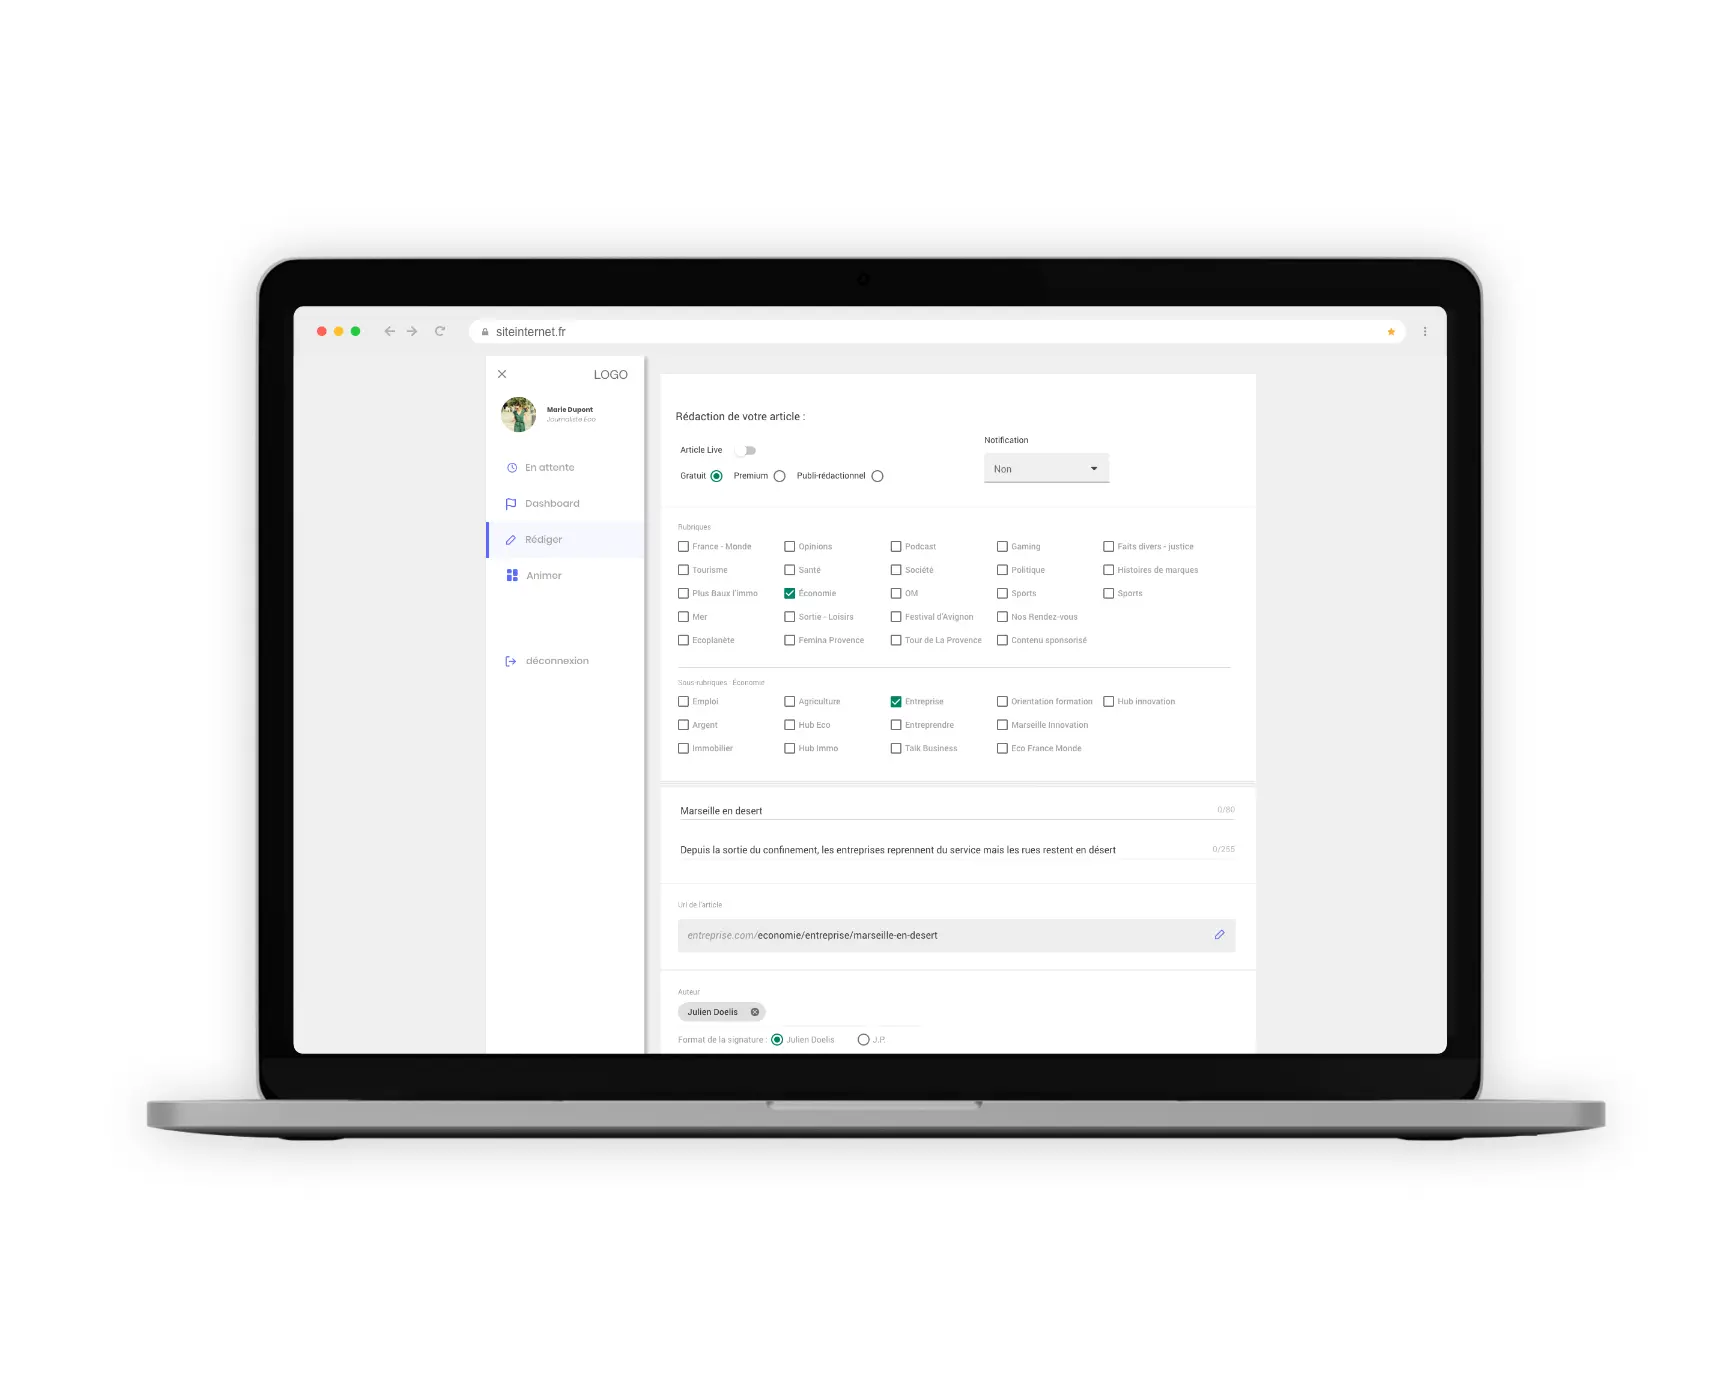 siteinternet.fr
LOGO
Marie Dupont
Journaliste Eco
En attente
Dashboard
Rédiger
Animer
déconnexion
Rédaction de votre article :
Article Live
Notification
Non
Gratuit Premium Publi-rédactionnel
Rubriques
France - Monde Opinions Podcast Gaming Faits divers - justice
Tourisme Santé Société Politique Histoires de marques
Plus Baux l'immo Économie OM Sports Sports
Mer Sortie - Loisirs Festival d'Avignon Nos Rendez-vous
Ecoplanète Femina Provence Tour de La Provence Contenu sponsorisé
Sous-rubriques : Économie
Emploi Agriculture Entreprise Orientation formation Hub innovation
Argent Hub Eco Entreprendre Marseille Innovation
Immobilier Hub Immo Talk Business Eco France Monde
Marseille en desert 0/80
Depuis la sortie du confinement, les entreprises reprennent du service mais les rues restent en désert 0/255
Url de l'article
entreprise.com/economie/entreprise/marseille-en-desert
Auteur
Julien Doelis
Format de la signature : Julien Doelis J.P.